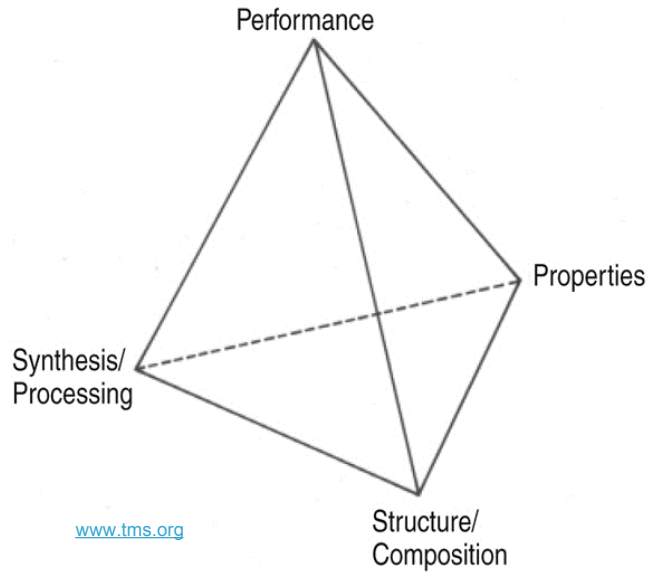 Performance
Properties
Synthesis/
Processing
Structure/
Composition
www.tms.org